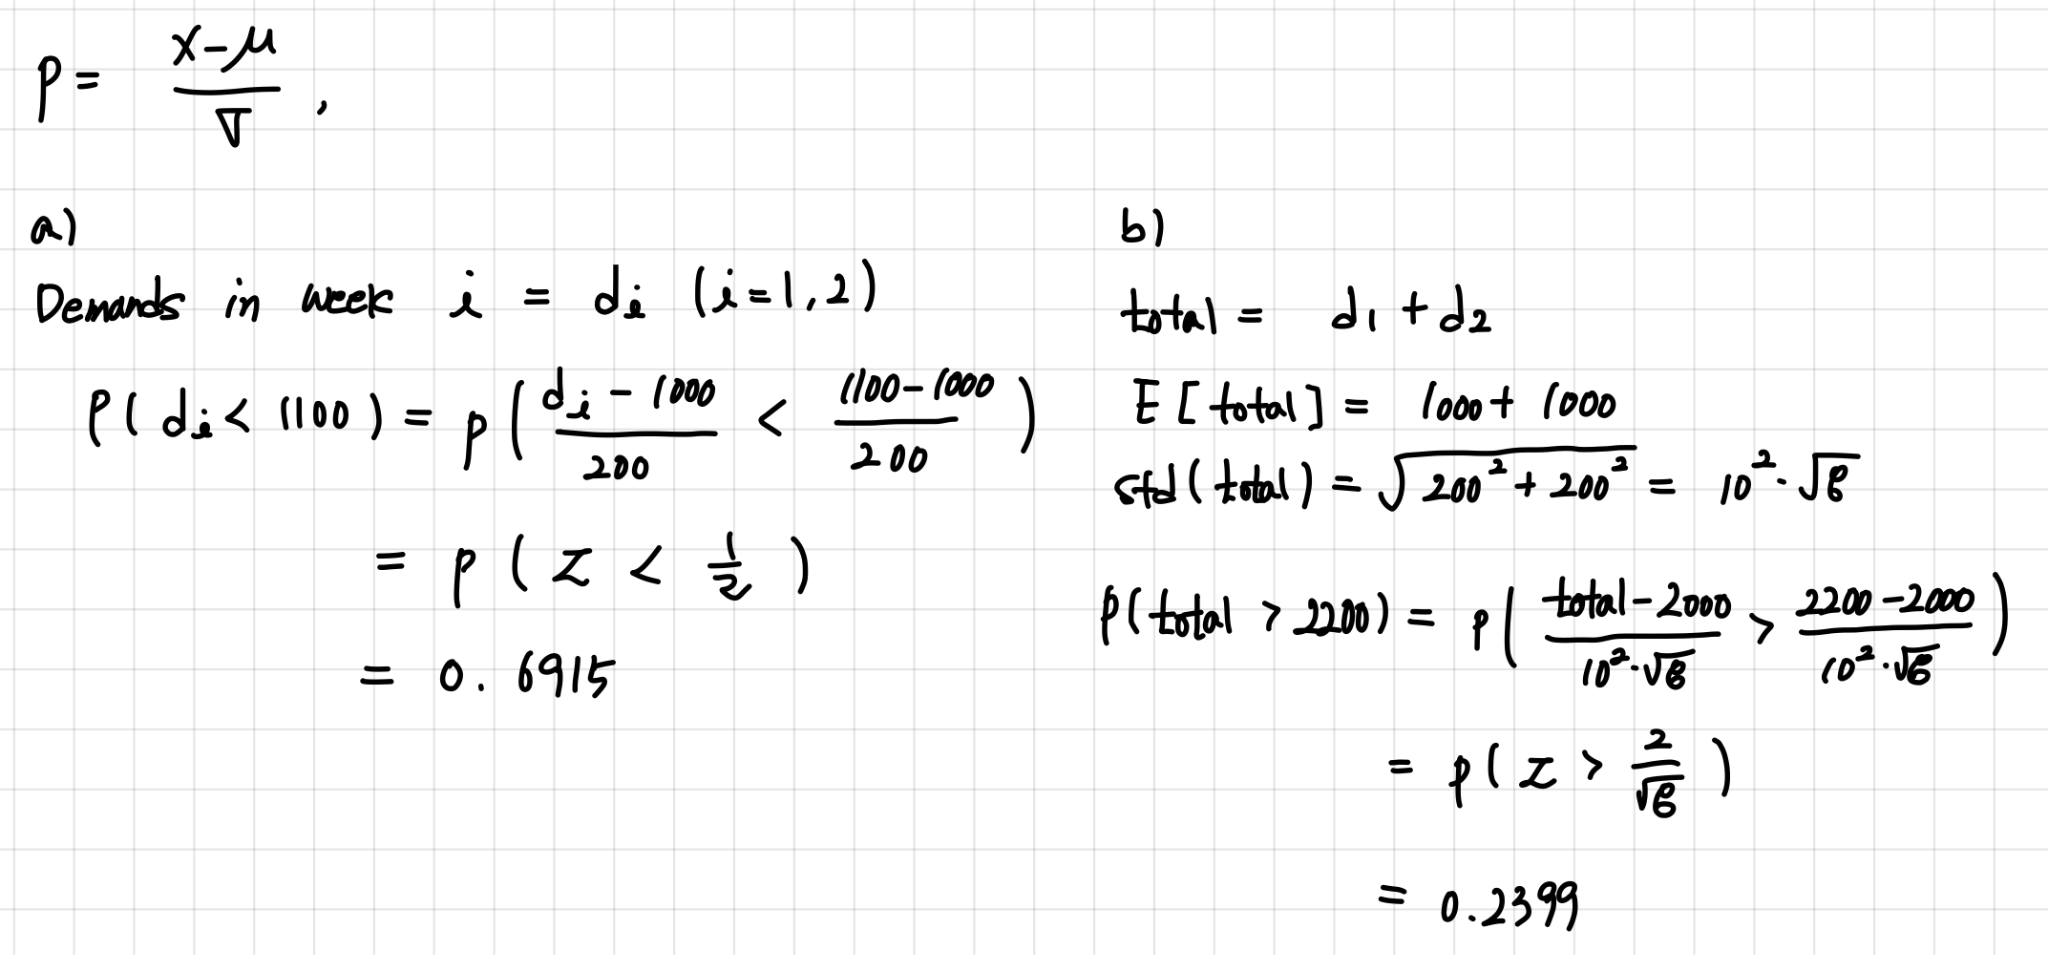 p = (x-μ)/σ ,
a)
Demands in week i = di (i=1,2)
P( di < 1100 ) = p( (di - 1000)/200 < (1100-1000)/200 )
= p ( z < 1/2 )
= 0.6915
b)
total = d1 + d2
E [ total ] = 1000 + 1000
std ( total ) = √(200² + 200²) = 10² · √8
P( total > 2200 ) = p( (total - 2000)/(10² · √8) > (2200 - 2000)/(10² · √8) )
= p( z > 2/√8 )
= 0.2399